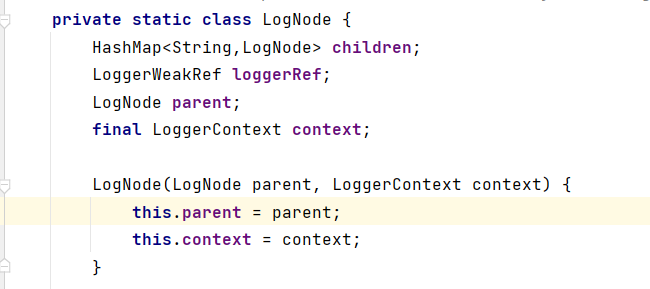 private static class LogNode {
HashMap<String,LogNode> children;
LoggerWeakRef loggerRef;
LogNode parent;
final LoggerContext context;
LogNode(LogNode parent, LoggerContext context) {
this.parent = parent;
this.context = context;
}